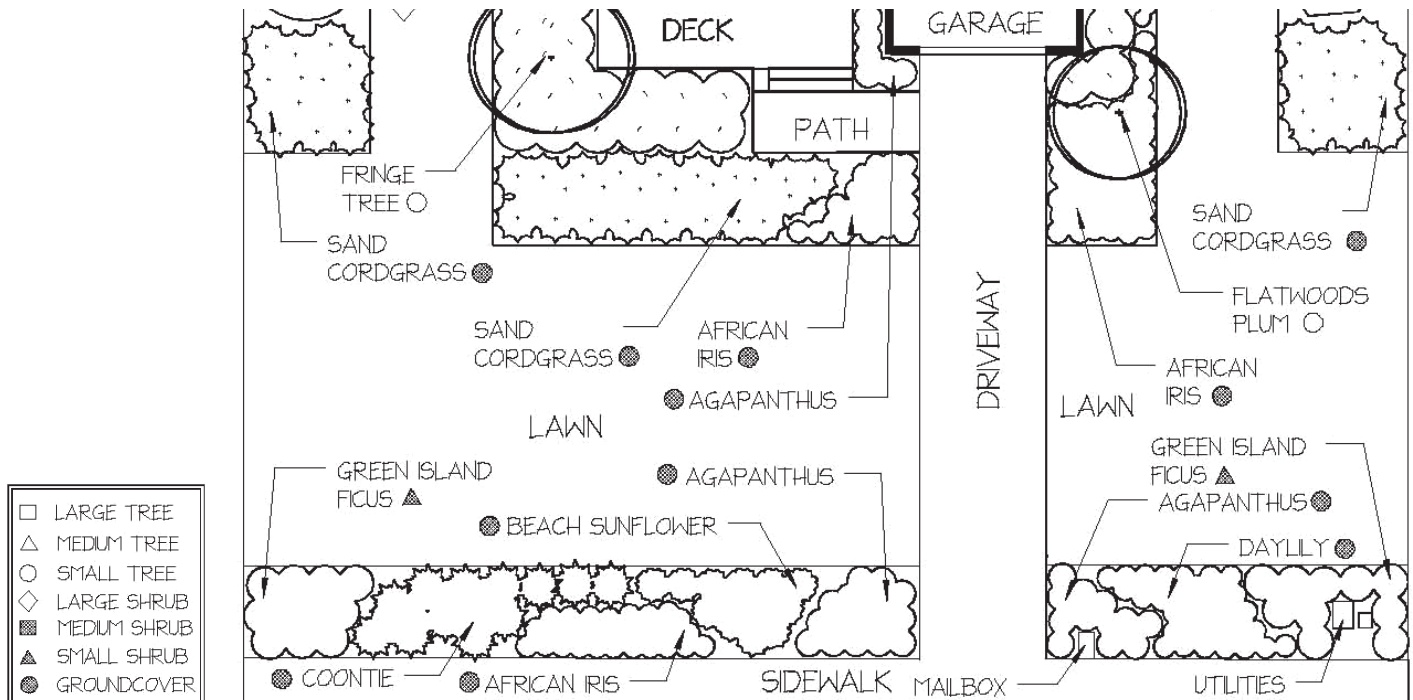 DECK
GARAGE
PATH
FRINGE
TREE
SAND
CORDGRASS
SAND
CORDGRASS
SAND
CORDGRASS
AFRICAN
IRIS
AGAPANTHUS
DRIVEWAY
FLATWOODS
PLUM
AFRICAN
IRIS
LAWN
LAWN
GREEN ISLAND
FICUS
AGAPANTHUS
BEACH SUNFLOWER
GREEN ISLAND
FICUS
AGAPANTHUS
DAYLILY
LARGE TREE
MEDIUM TREE
SMALL TREE
LARGE SHRUB
MEDIUM SHRUB
SMALL SHRUB
GROUNDCOVER
COONTIE
AFRICAN IRIS
SIDEWALK
MAILBOX
UTILITIES